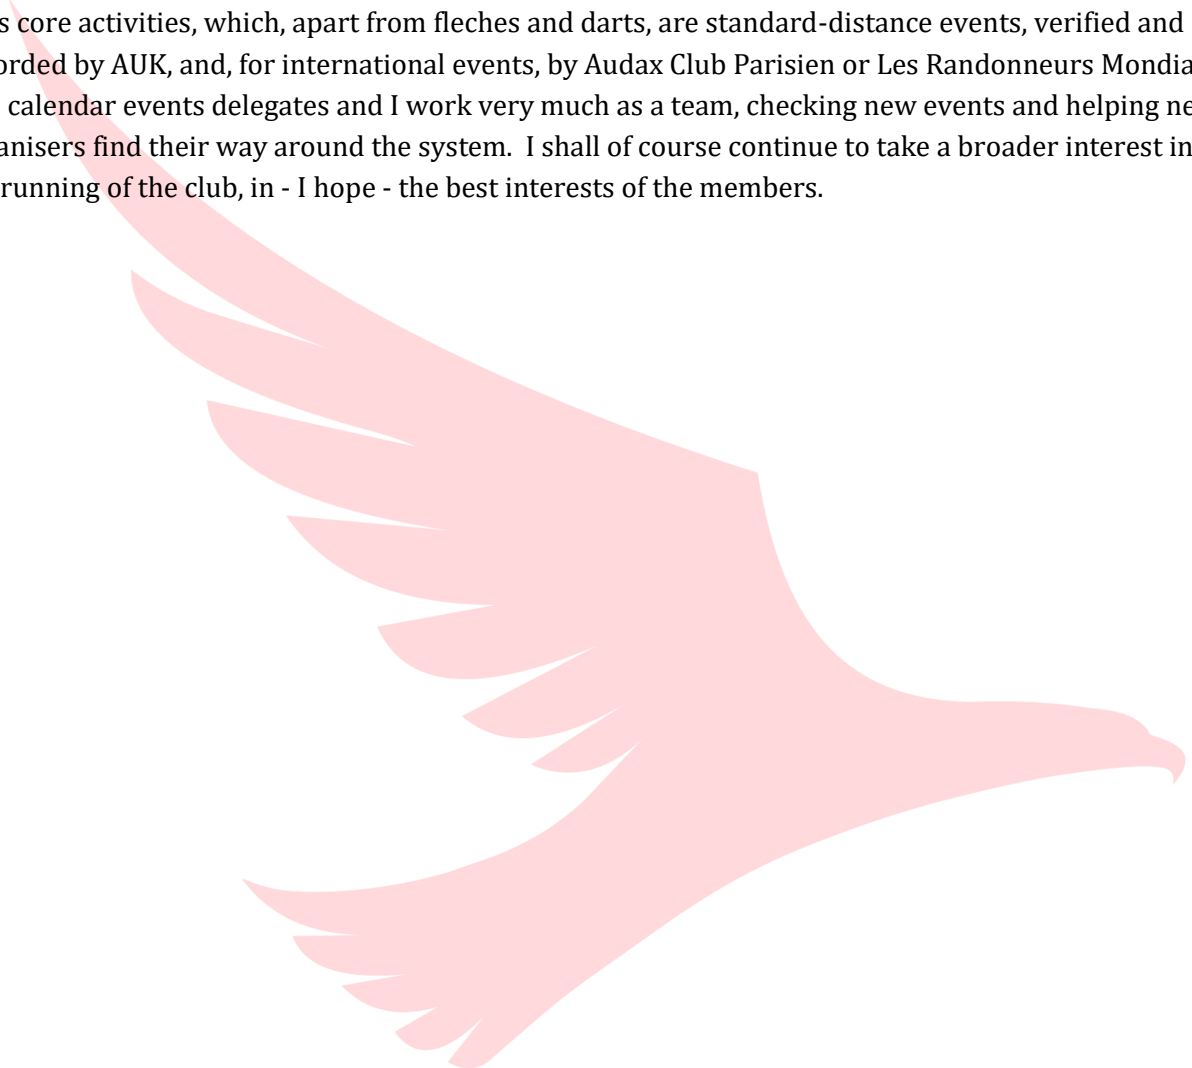 s core activities, which, apart from fleches and darts, are standard-distance events, verified and
orded by AUK, and, for international events, by Audax Club Parisien or Les Randonneurs Mondia
calendar events delegates and I work very much as a team, checking new events and helping ne
anisers find their way around the system.  I shall of course continue to take a broader interest in
running of the club, in - I hope - the best interests of the members.